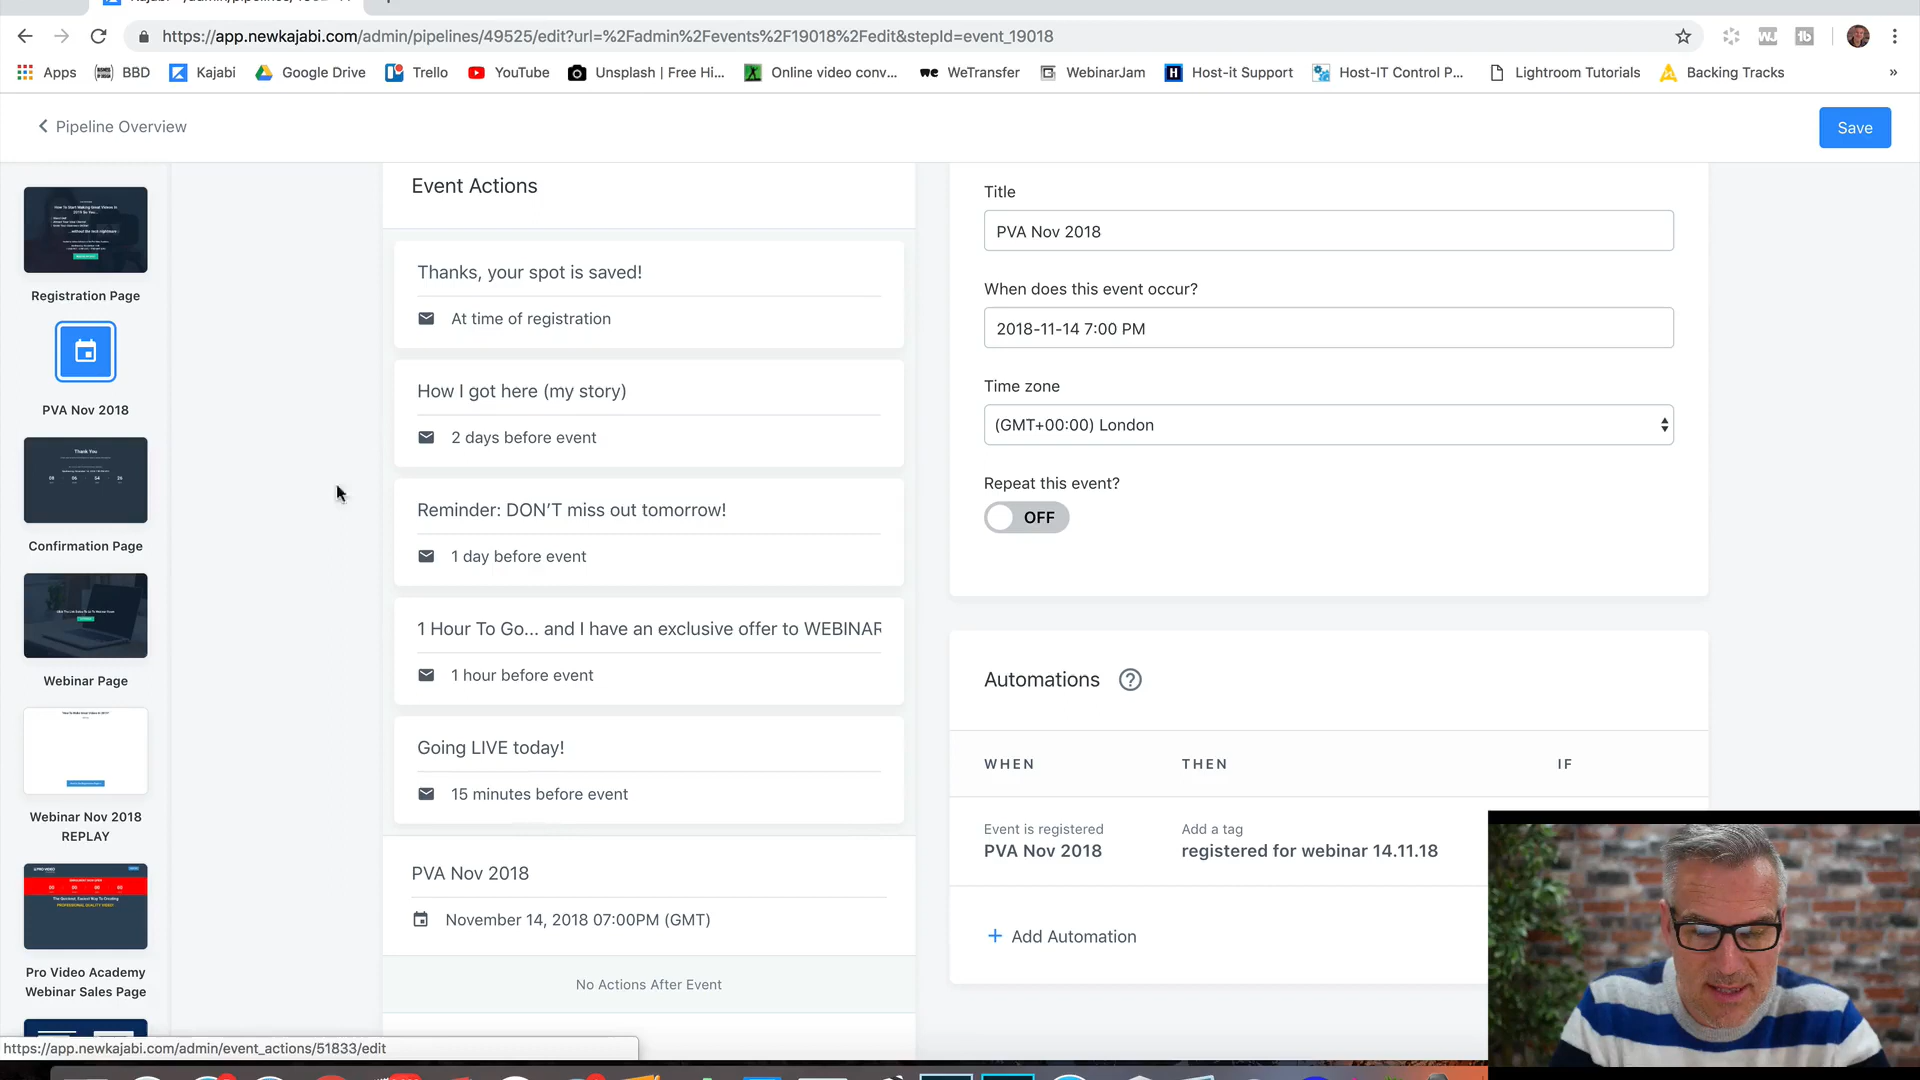 https://app.newkajabi.com/admin/pipelines/49525/edit?url=%2Fadmin%2Fevents%2F19018%2Fedit&stepId=event_19018
Apps
BBD
Kajabi
Google Drive
Trello
YouTube
Unsplash | Free Hi...
Online video conv...
WeTransfer
WebinarJam
Host-it Support
Host-IT Control P...
Lightroom Tutorials
Backing Tracks
»
Pipeline Overview
Save
Registration Page
PVA Nov 2018
Thank You
Confirmation Page
Webinar Page
Webinar Nov 2018
REPLAY
Pro Video Academy
Webinar Sales Page
Event Actions
Thanks, your spot is saved!
At time of registration
How I got here (my story)
2 days before event
Reminder: DON'T miss out tomorrow!
1 day before event
1 Hour To Go... and I have an exclusive offer to WEBINAR
1 hour before event
Going LIVE today!
15 minutes before event
PVA Nov 2018
November 14, 2018 07:00PM (GMT)
No Actions After Event
Title
PVA Nov 2018
When does this event occur?
2018-11-14 7:00 PM
Time zone
(GMT+00:00) London
Repeat this event?
OFF
Automations ?
WHEN THEN IF
Event is registered
PVA Nov 2018
Add a tag
registered for webinar 14.11.18
+ Add Automation
https://app.newkajabi.com/admin/event_actions/51833/edit